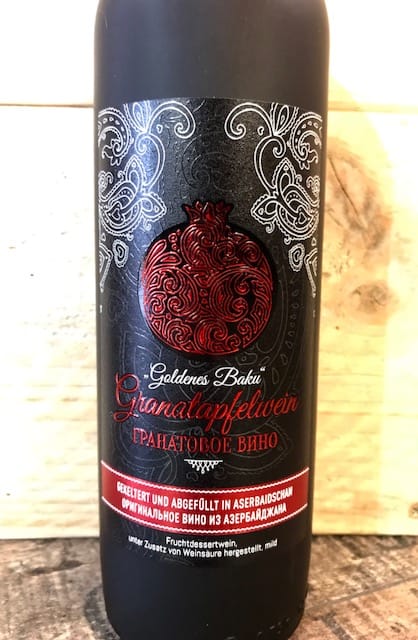 „Goldenes Baku“
Granatapfelwein
ГРАНАТОВОЕ ВИНО
GEKELTERT UND ABGEFÜLLT IN ASERBAIDSCHAN
ОРИГИНАЛЬНОЕ ВИНО ИЗ АЗЕРБАЙДЖАНА
Fruchtdessertwein,
unter Zusatz von Weinsäure hergestellt, mild